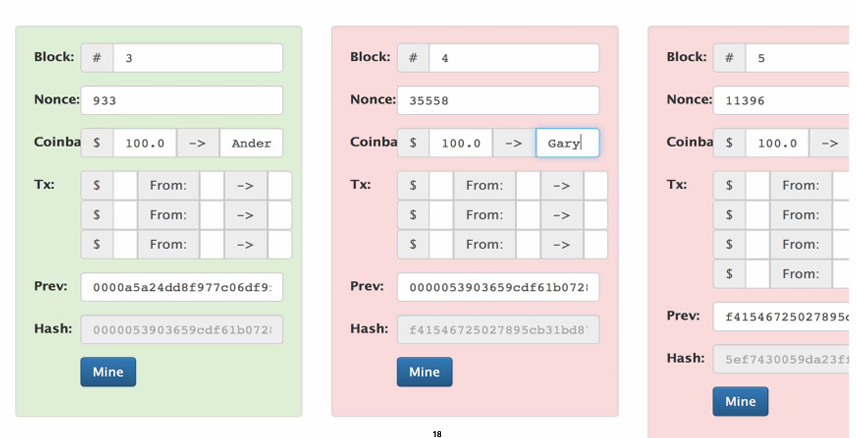 Block: # 3
Nonce: 933
Coinba $ 100.0 -> Ander
Tx: $ From: ->
$ From: ->
$ From: ->
Prev: 0000a5a24dd8f977c06df9
Hash: 0000053903659cdf61b072
Mine
Block: # 4
Nonce: 35558
Coinba $ 100.0 -> Gary
Tx: $ From: ->
$ From: ->
$ From: ->
Prev: 0000053903659cdf61b072
Hash: f41546725027895cb31bd8
Mine
Block: # 5
Nonce: 11396
Coinba $ 100.0 ->
Tx: $ From:
$ From:
$ From:
$ From:
Prev: f41546725027895
Hash: 5ef7430059da23f
Mine
18